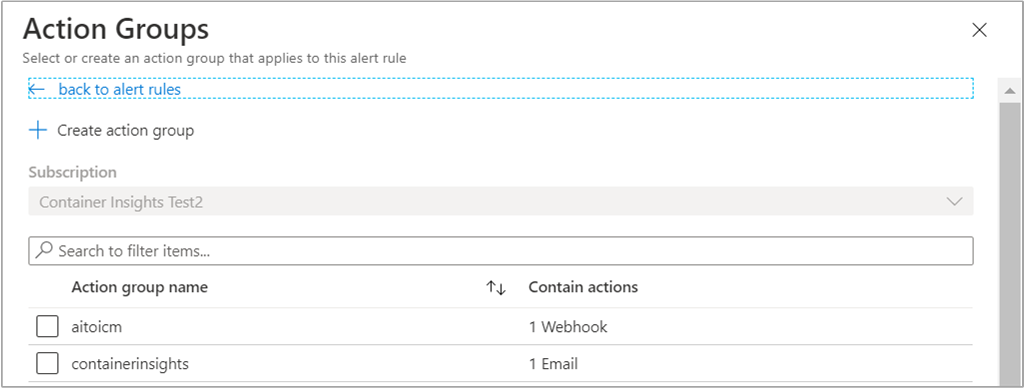 Action Groups
Select or create an action group that applies to this alert rule
back to alert rules
Create action group
Subscription
Container Insights Test2
Search to filter items...
Action group name Contain actions
aitoicm 1 Webhook
containerinsights 1 Email